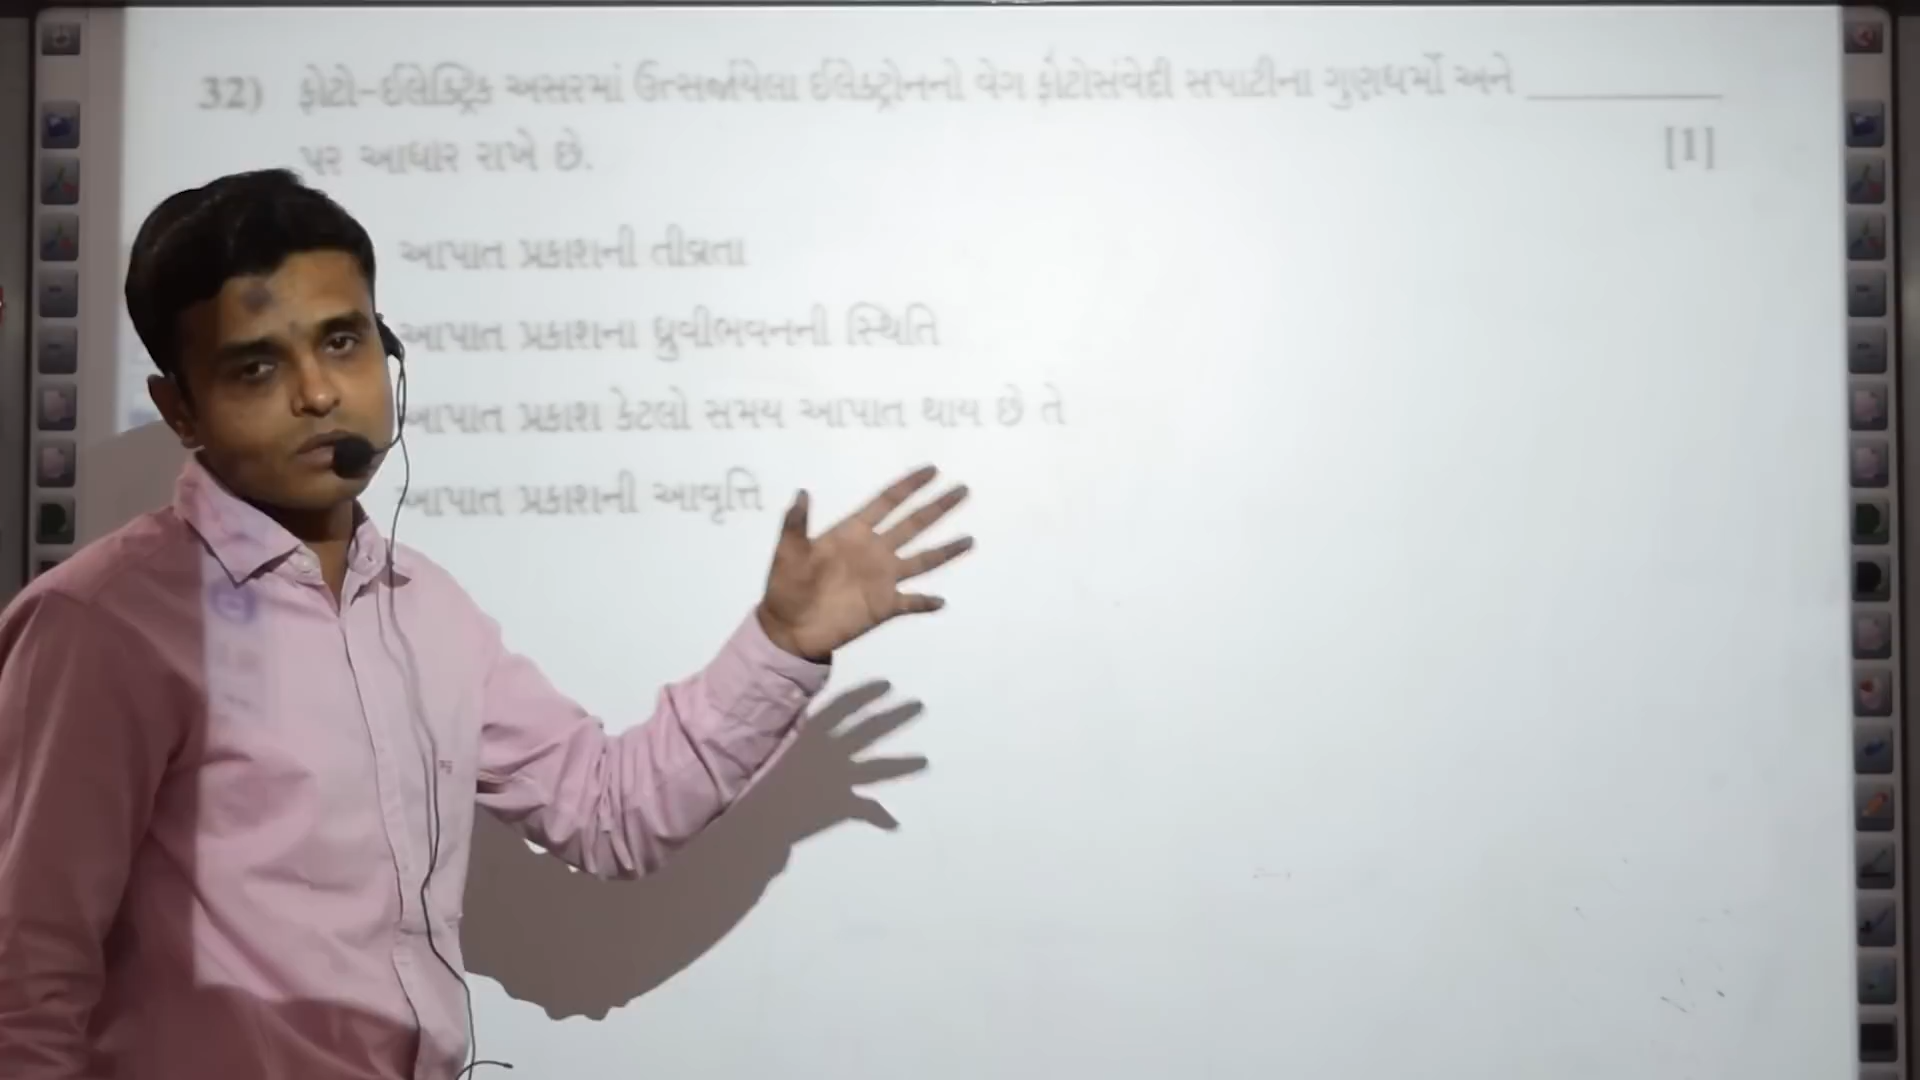 32) ફોટો-ઈલેક્ટ્રિક અસરમાં ઉત્સર્જાયેલા ઈલેક્ટ્રોનનો વેગ ફોટોસંવેદી સપાટીના ગુણધર્મો અને ___________
પર આધાર રાખે છે. [1]
આપાત પ્રકાશની તીવ્રતા
આપાત પ્રકાશના ધ્રુવીભવનની સ્થિતિ
આપાત પ્રકાશ કેટલો સમય આપાત થાય છે તે
આપાત પ્રકાશની આવૃત્તિ